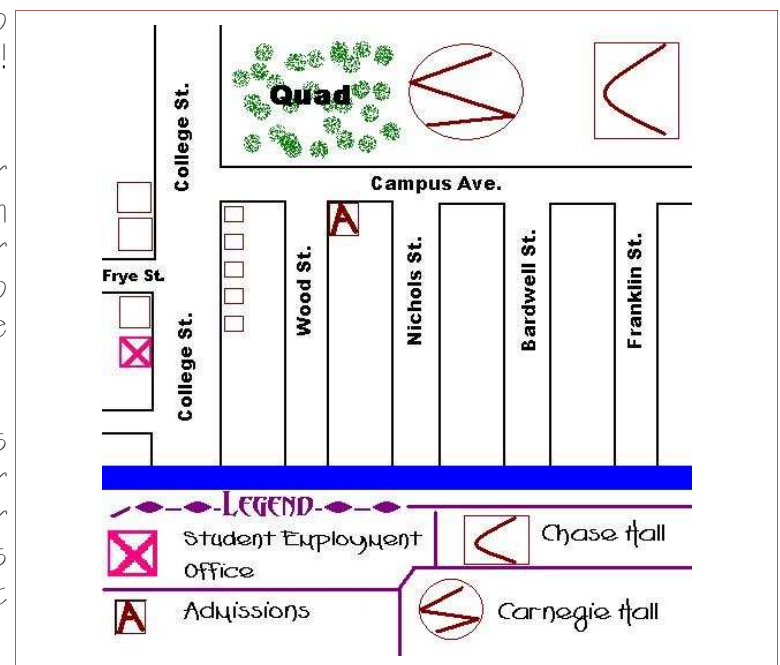 College St.
Quad
Campus Ave.
A
Frye St.
College St.
Wood St.
Nichols St.
Bardwell St.
Franklin St.
LEGEND
Student Employment
Office
Chase Hall
A Admissions
Carnegie Hall